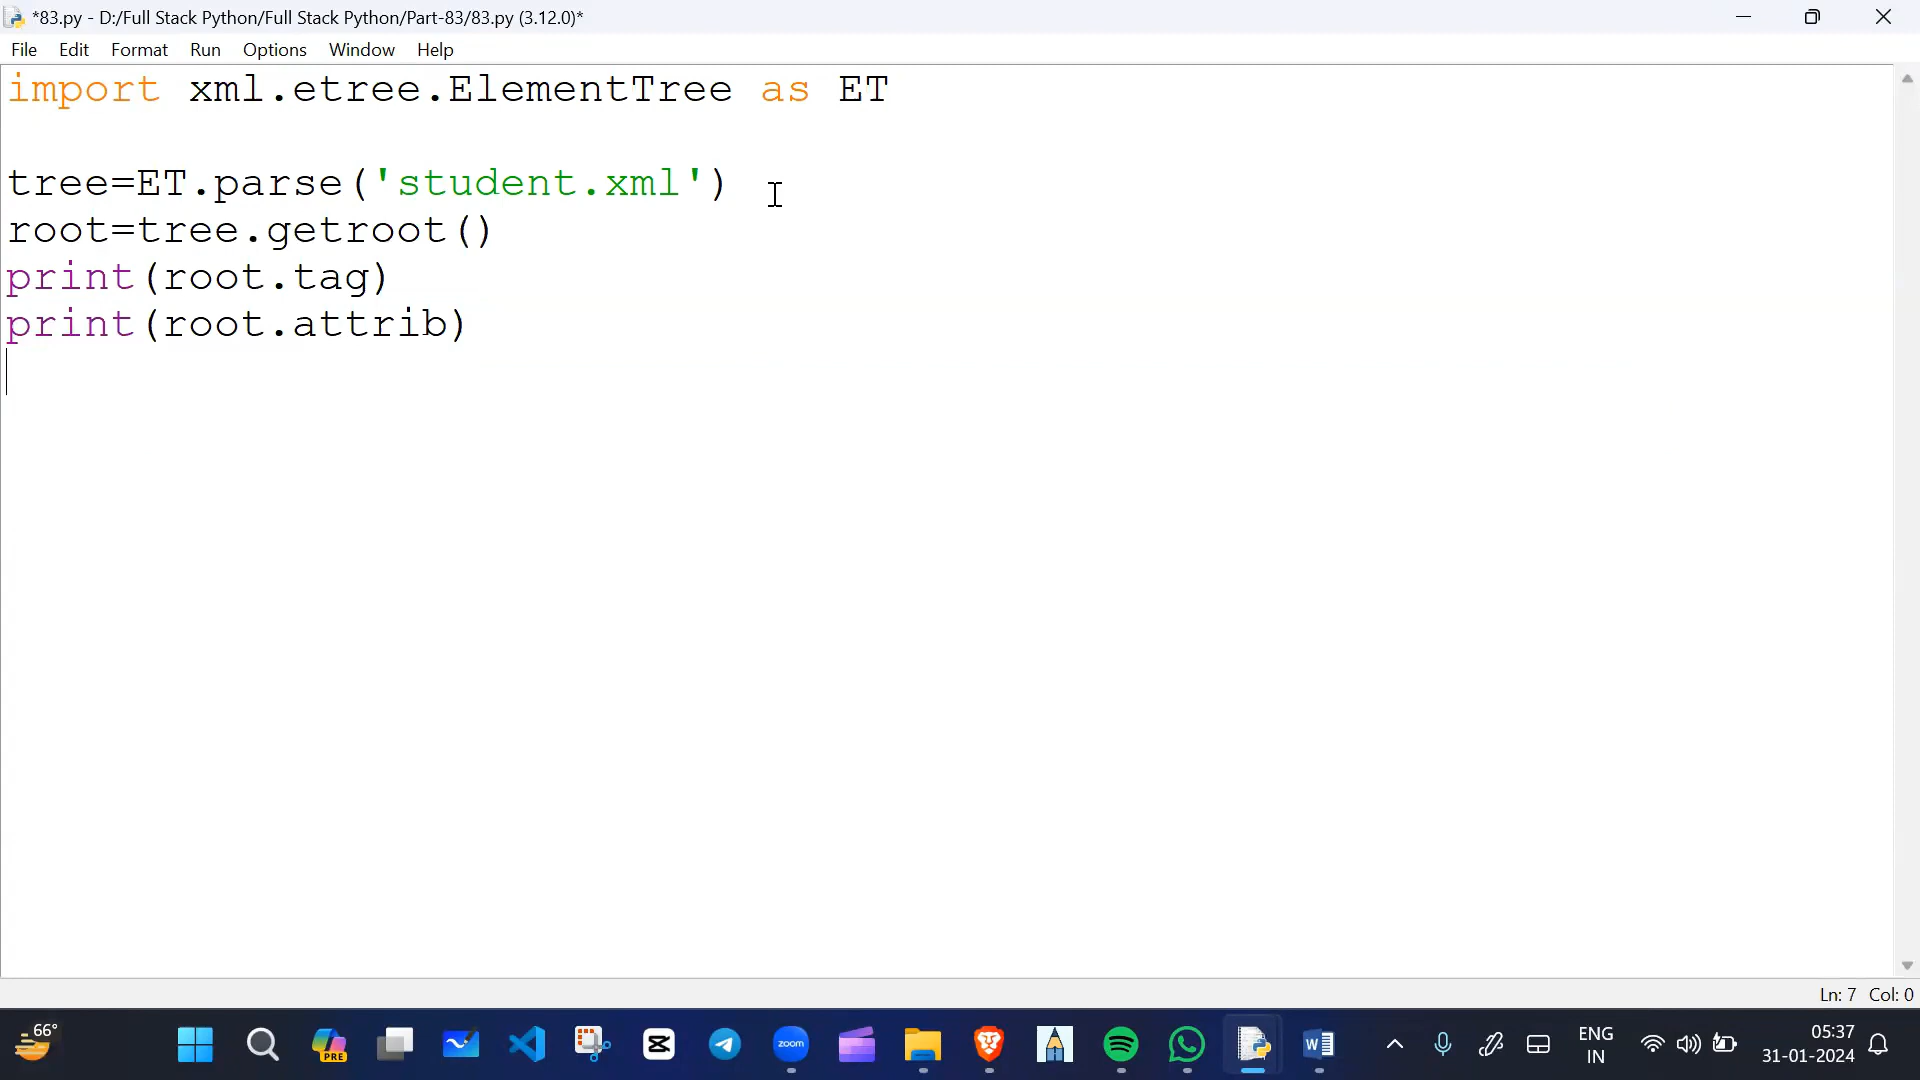 *83.py - D:/Full Stack Python/Full Stack Python/Part-83/83.py (3.12.0)*
File Edit Format Run Options Window Help
import xml.etree.ElementTree as ET
tree=ET.parse('student.xml')
root=tree.getroot()
print(root.tag)
print(root.attrib)
Ln: 7 Col: 0
66°
PRE
zoom
W
ENG
IN
05:37
31-01-2024